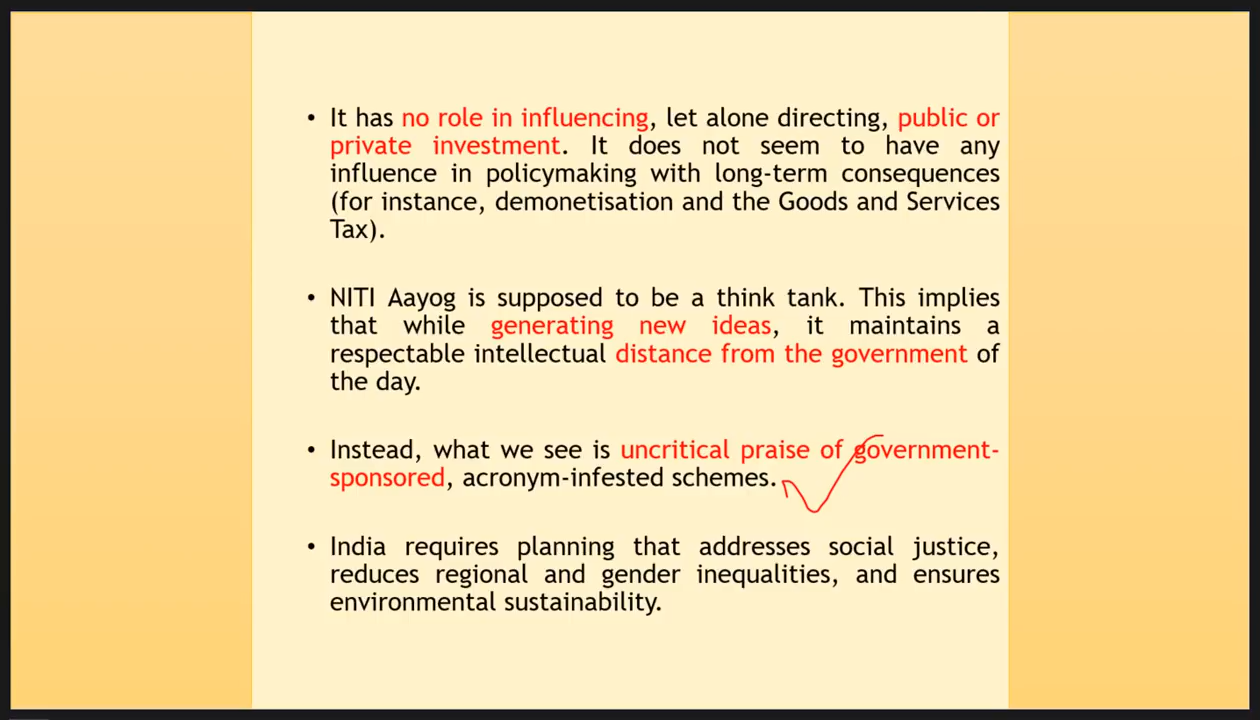 • It has no role in influencing, let alone directing, public or
private investment. It does not seem to have any
influence in policymaking with long-term consequences
(for instance, demonetisation and the Goods and Services
Tax).
• NITI Aayog is supposed to be a think tank. This implies
that while generating new ideas, it maintains a
respectable intellectual distance from the government of
the day.
• Instead, what we see is uncritical praise of government-
sponsored, acronym-infested schemes.
• India requires planning that addresses social justice,
reduces regional and gender inequalities, and ensures
environmental sustainability.